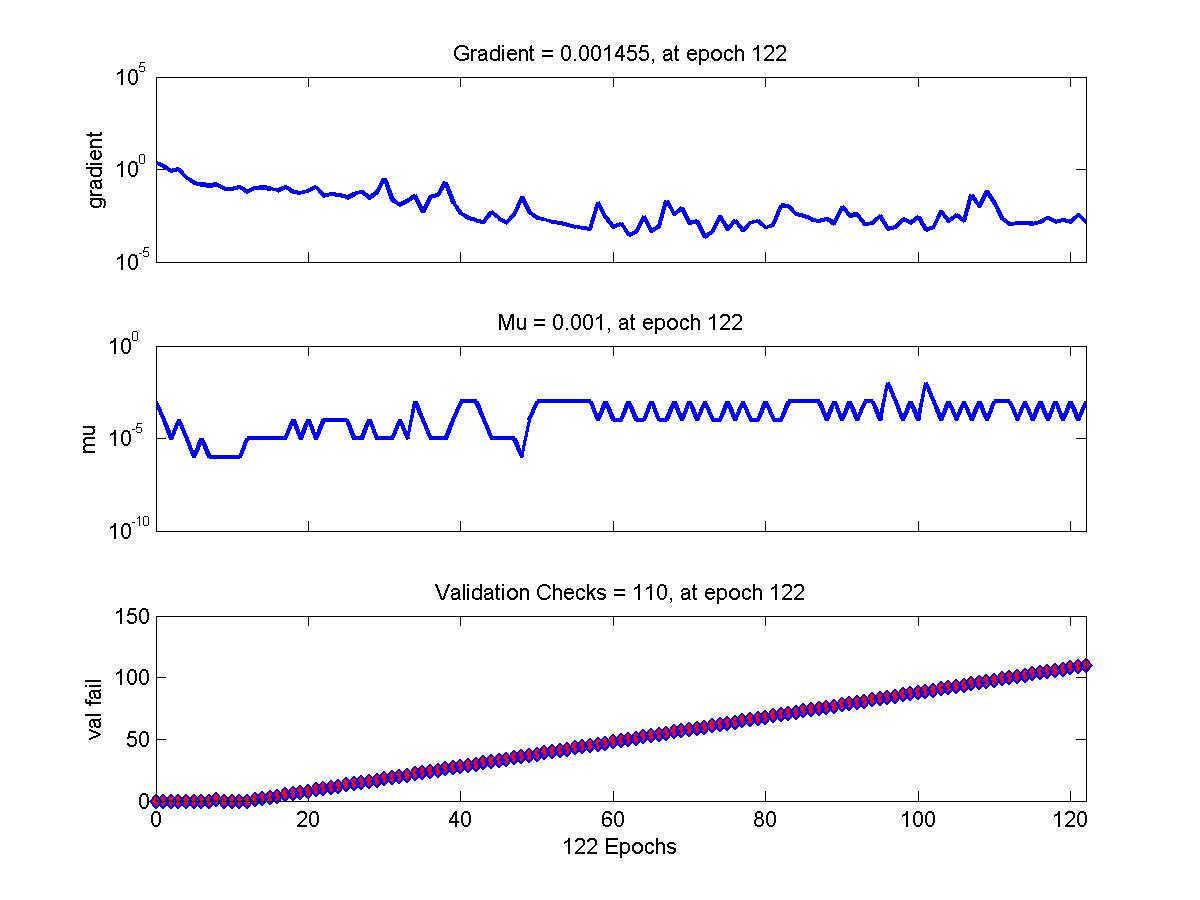 Gradient = 0.001455, at epoch 122
10^5
10^0
10^-5
gradient
Mu = 0.001, at epoch 122
10^0
10^-5
10^-10
mu
Validation Checks = 110, at epoch 122
150
100
50
0
val fail
0 20 40 60 80 100 120
122 Epochs